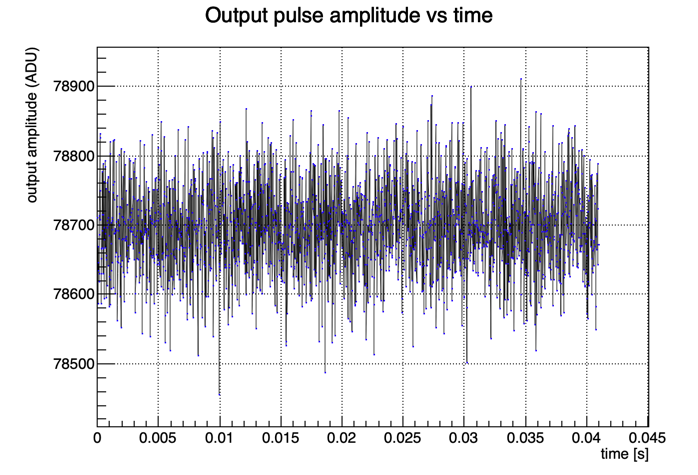 Output pulse amplitude vs time
output amplitude (ADU)
78900
78800
78700
78600
78500
0 0.005 0.01 0.015 0.02 0.025 0.03 0.035 0.04 0.045
time [s]